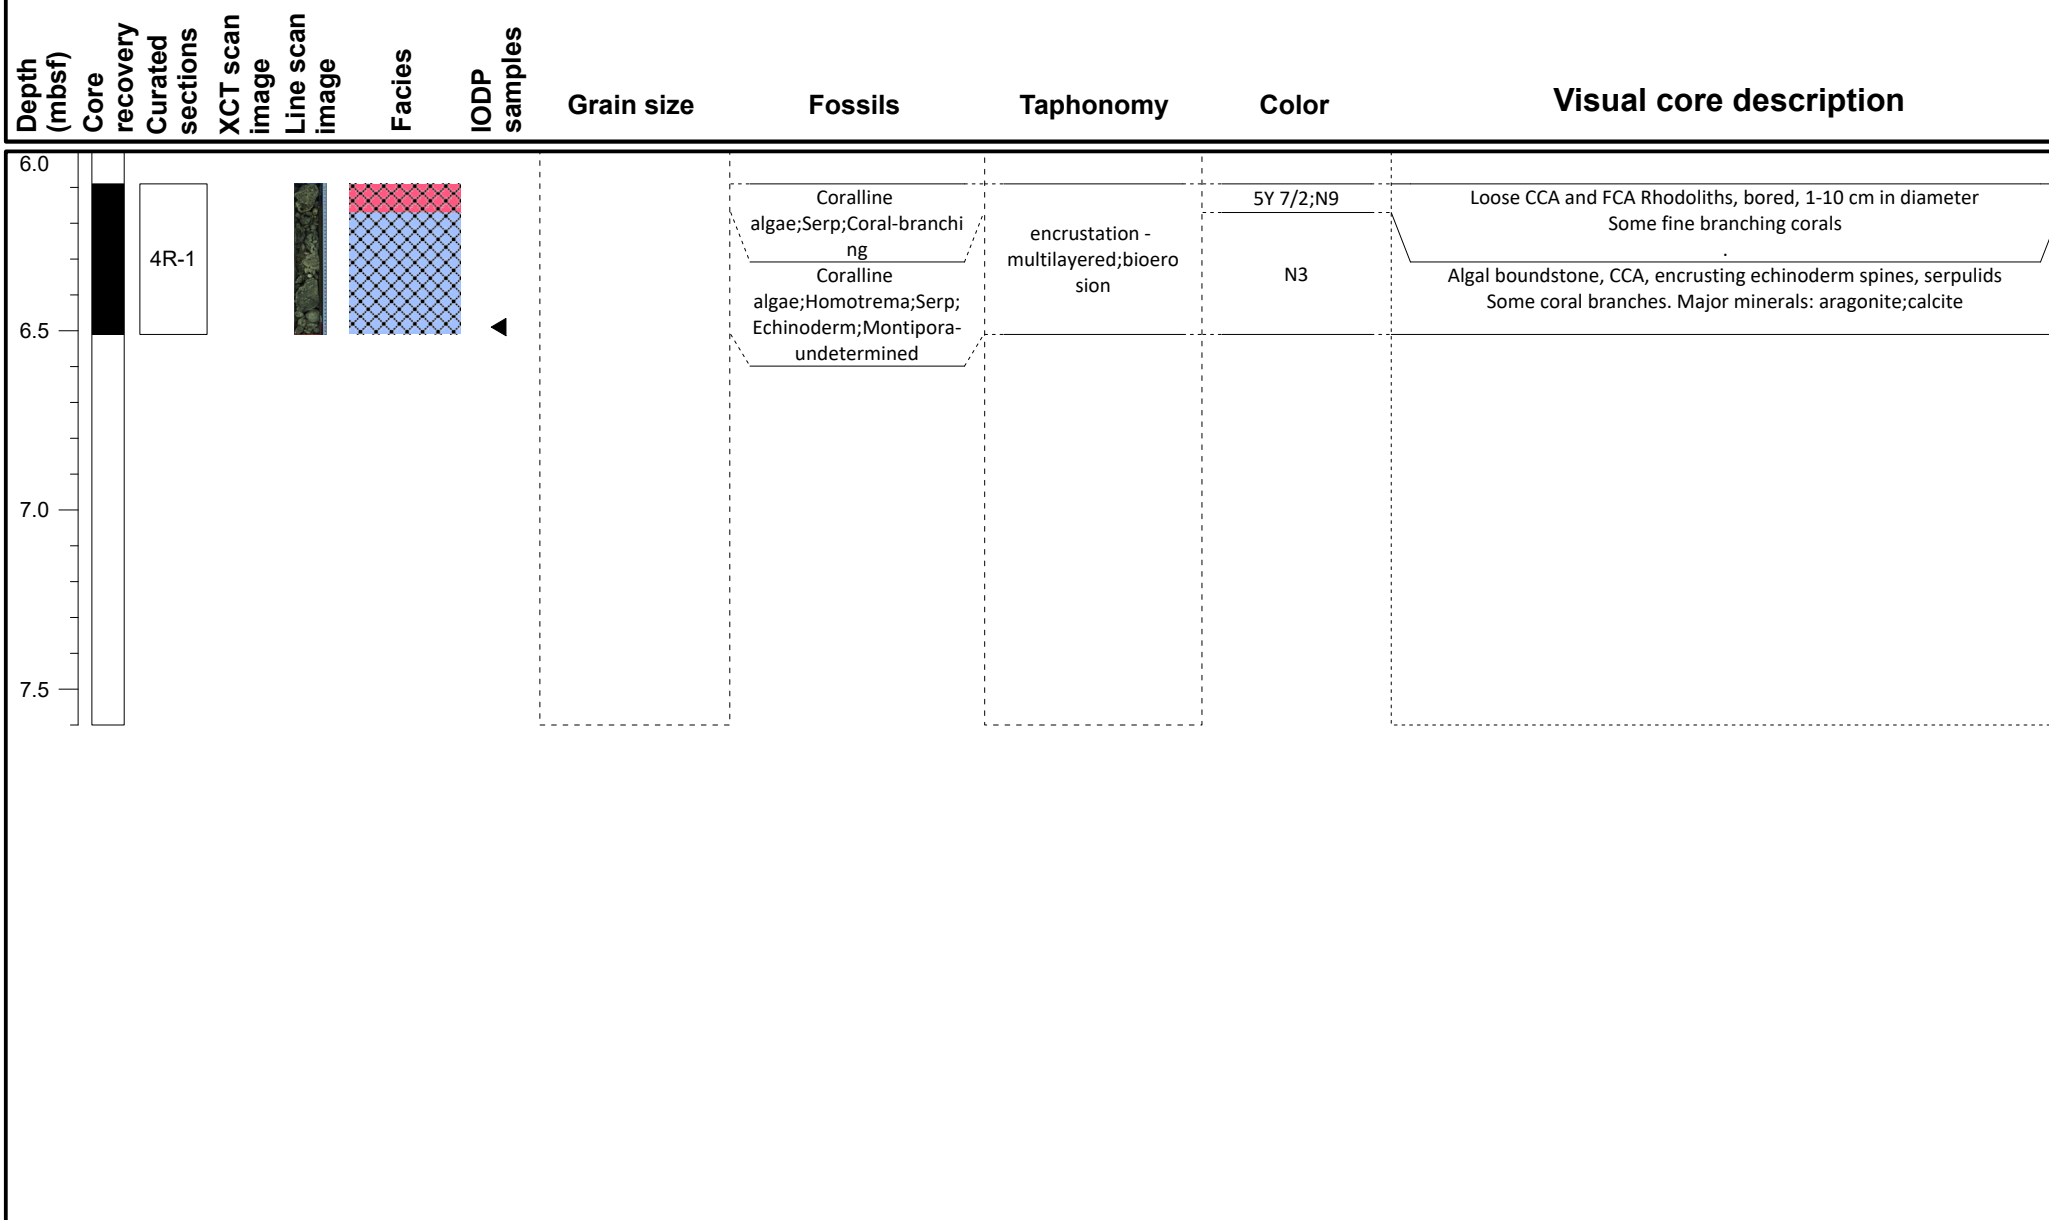 Depth
(mbsf)
Core
recovery
Curated
sections
XCT scan
image
Line scan
image
Facies
IODP
samples
Grain size
Fossils
Taphonomy
Color
Visual core description
6.0
6.5
7.0
7.5
4R-1
Coralline
algae;Serp;Coral-branchi
ng
Coralline
algae;Homotrema;Serp;
Echinoderm;Montipora-
undetermined
encrustation -
multilayered;bioero
sion
5Y 7/2;N9
N3
Loose CCA and FCA Rhodoliths, bored, 1-10 cm in diameter
Some fine branching corals
.
Algal boundstone, CCA, encrusting echinoderm spines, serpulids
Some coral branches. Major minerals: aragonite;calcite